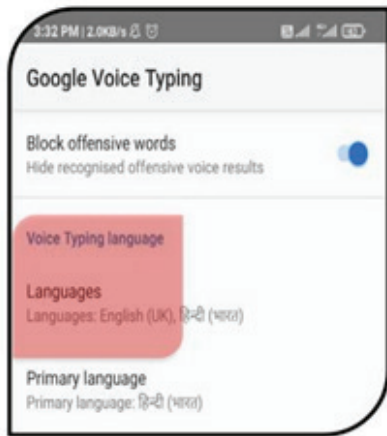 3:32 PM | 2.0KB/s
Google Voice Typing
Block offensive words
Hide recognised offensive voice results
Voice Typing language
Languages
Languages: English (UK), हिन्दी (भारत)
Primary language
Primary language: हिन्दी (भारत)